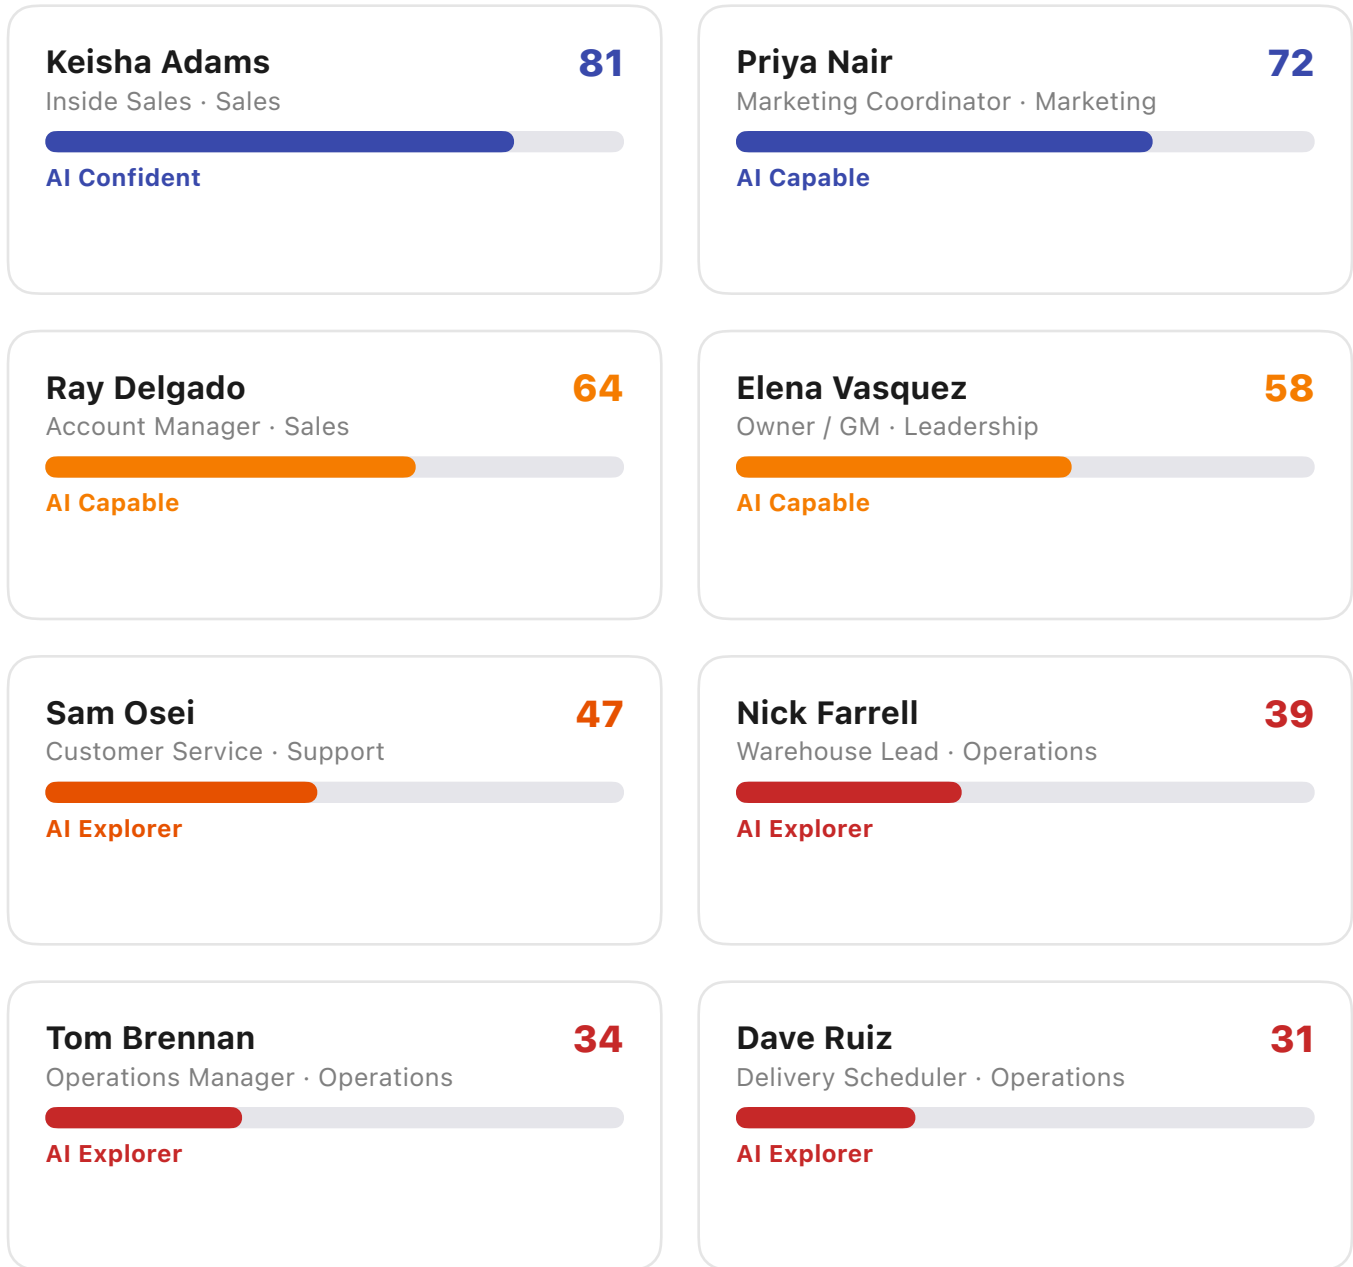 Keisha Adams 81
Inside Sales · Sales
AI Confident
Priya Nair 72
Marketing Coordinator · Marketing
AI Capable
Ray Delgado 64
Account Manager · Sales
AI Capable
Elena Vasquez 58
Owner / GM · Leadership
AI Capable
Sam Osei 47
Customer Service · Support
AI Explorer
Nick Farrell 39
Warehouse Lead · Operations
AI Explorer
Tom Brennan 34
Operations Manager · Operations
AI Explorer
Dave Ruiz 31
Delivery Scheduler · Operations
AI Explorer